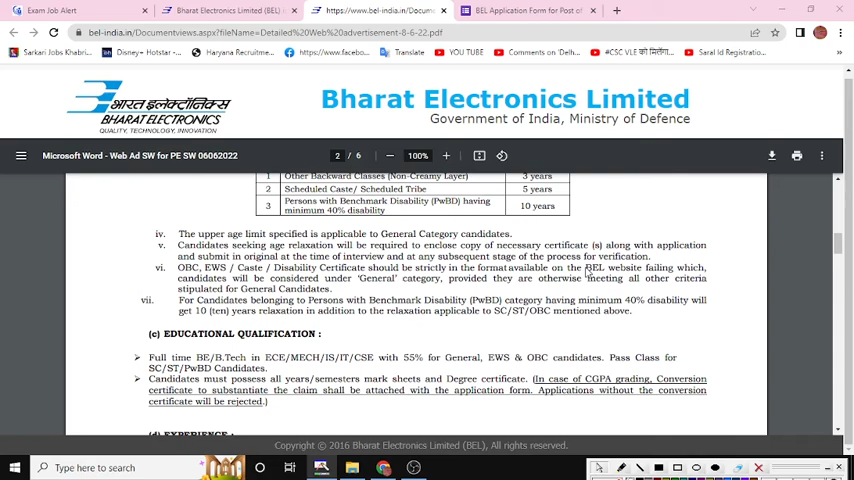 Exam Job Alert
Bharat Electronics Limited (BEL) i
https://www.bel-india.in/Docume
BEL Application Form for Post of
bel-india.in/Documentviews.aspx?fileName=Detailed%20Web%20advertisement-8-6-22.pdf
Sarkari Jobs Khabri...
Disney+ Hotstar -...
Haryana Recruitme...
https://www.facebo...
Translate
YOU TUBE
Comments on 'Delh...
#CSC VLE को मिलेंगा...
Saral Id Registratio...
भारत इलेक्ट्रॉनिक्स
BHARAT ELECTRONICS
QUALITY, TECHNOLOGY, INNOVATION
Bharat Electronics Limited
Government of India, Ministry of Defence
Microsoft Word - Web Ad SW for PE SW 06062022
2 / 6
100%
1 Other Backward Classes (Non-Creamy Layer) 3 years
2 Scheduled Caste/ Scheduled Tribe 5 years
3 Persons with Benchmark Disability (PwBD) having minimum 40% disability 10 years
iv. The upper age limit specified is applicable to General Category candidates.
v. Candidates seeking age relaxation will be required to enclose copy of necessary certificate (s) along with application
and submit in original at the time of interview and at any subsequent stage of the process for verification.
vi. OBC, EWS / Caste / Disability Certificate should be strictly in the format available on the BEL website failing which,
candidates will be considered under 'General' category, provided they are otherwise meeting all other criteria
stipulated for General Candidates.
vii. For Candidates belonging to Persons with Benchmark Disability (PwBD) category having minimum 40% disability will
get 10 (ten) years relaxation in addition to the relaxation applicable to SC/ST/OBC mentioned above.
(c) EDUCATIONAL QUALIFICATION :
➢ Full time BE/B.Tech in ECE/MECH/IS/IT/CSE with 55% for General, EWS & OBC candidates. Pass Class for
SC/ST/PwBD Candidates.
➢ Candidates must possess all years/semesters mark sheets and Degree certificate. (In case of CGPA grading, Conversion
certificate to substantiate the claim shall be attached with the application form. Applications without the conversion
certificate will be rejected.)
(d) EXPERIENCE :
Copyright © 2016 Bharat Electronics Limited (BEL), All rights reserved.
Type here to search